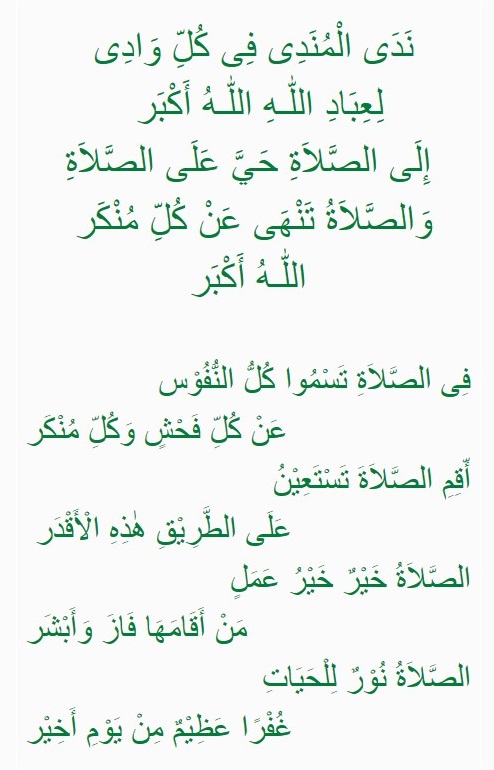 نَدَى الْمُنَدِى فِى كُلِّ وَادِى
لِعِبَادِ اللّٰـهِ اللّٰـهُ أَكْبَر
إِلَى الصَّلَاةِ حَيَّ عَلَى الصَّلَاةِ
وَالصَّلَاةُ تَنْهَى عَنْ كُلِّ مُنْكَر
اللّٰـهُ أَكْبَر
فِى الصَّلَاةِ تَسْمُوا كُلُّ النُّفُوْس
عَنْ كُلِّ فَحْشٍ وَكُلِّ مُنْكَر
أَقِمِ الصَّلَاةَ تَسْتَعِيْنُ
عَلَى الطَّرِيْقِ هٰذِهِ الْأَقْدَر
الصَّلَاةُ خَيْرٌ خَيْرُ عَمَلٍ
مَنْ أَقَامَهَا فَازَ وَأَبْشَر
الصَّلَاةُ نُوْرٌ لِلْحَيَاتِ
غُفْرًا عَظِيْمٌ مِنْ يَوْمِ أَخِيْر